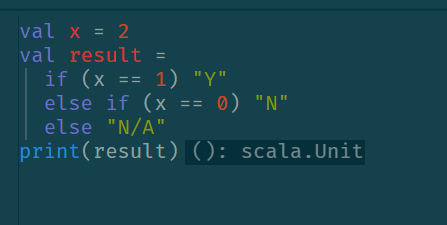 val x = 2
val result =
  if (x == 1) "Y"
  else if (x == 0) "N"
  else "N/A"
print(result) (): scala.Unit